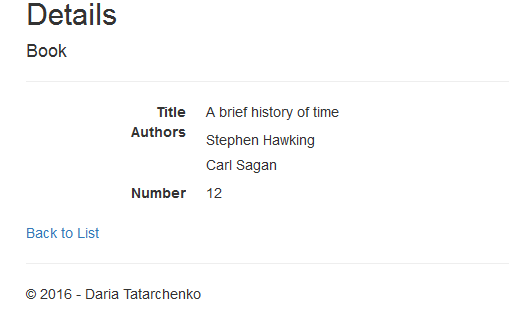 Details
Book
Title A brief history of time
Authors Stephen Hawking
Carl Sagan
Number 12
Back to List
© 2016 - Daria Tatarchenko